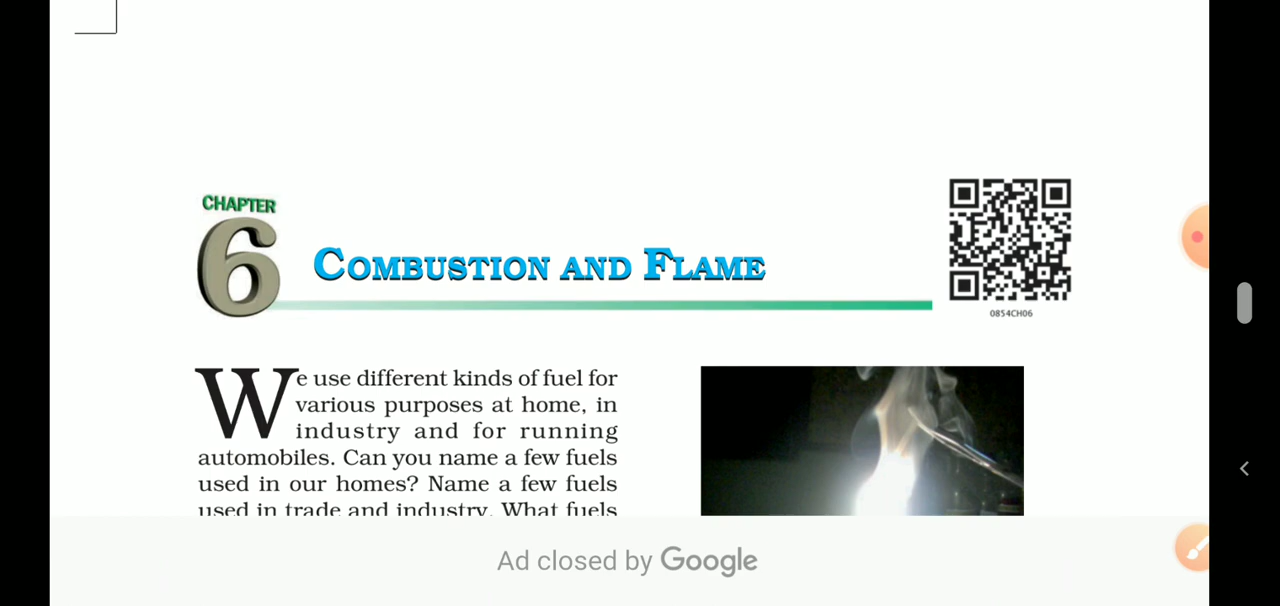 CHAPTER
6
COMBUSTION AND FLAME
0854CH06
We use different kinds of fuel for
various purposes at home, in
industry and for running
automobiles. Can you name a few fuels
used in our homes? Name a few fuels
used in trade and industry. What fuels
Ad closed by Google